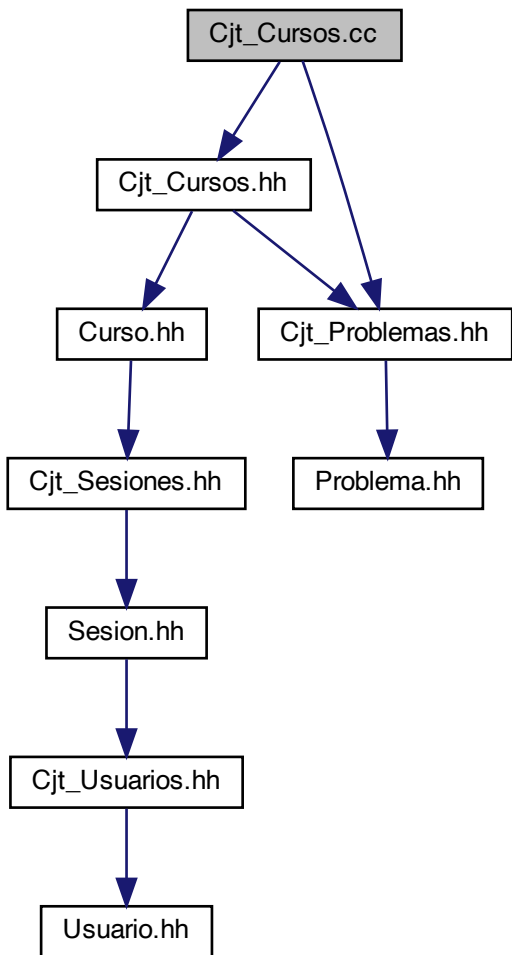 Cjt_Cursos.cc
Cjt_Cursos.hh
Curso.hh
Cjt_Problemas.hh
Cjt_Sesiones.hh
Problema.hh
Sesion.hh
Cjt_Usuarios.hh
Usuario.hh